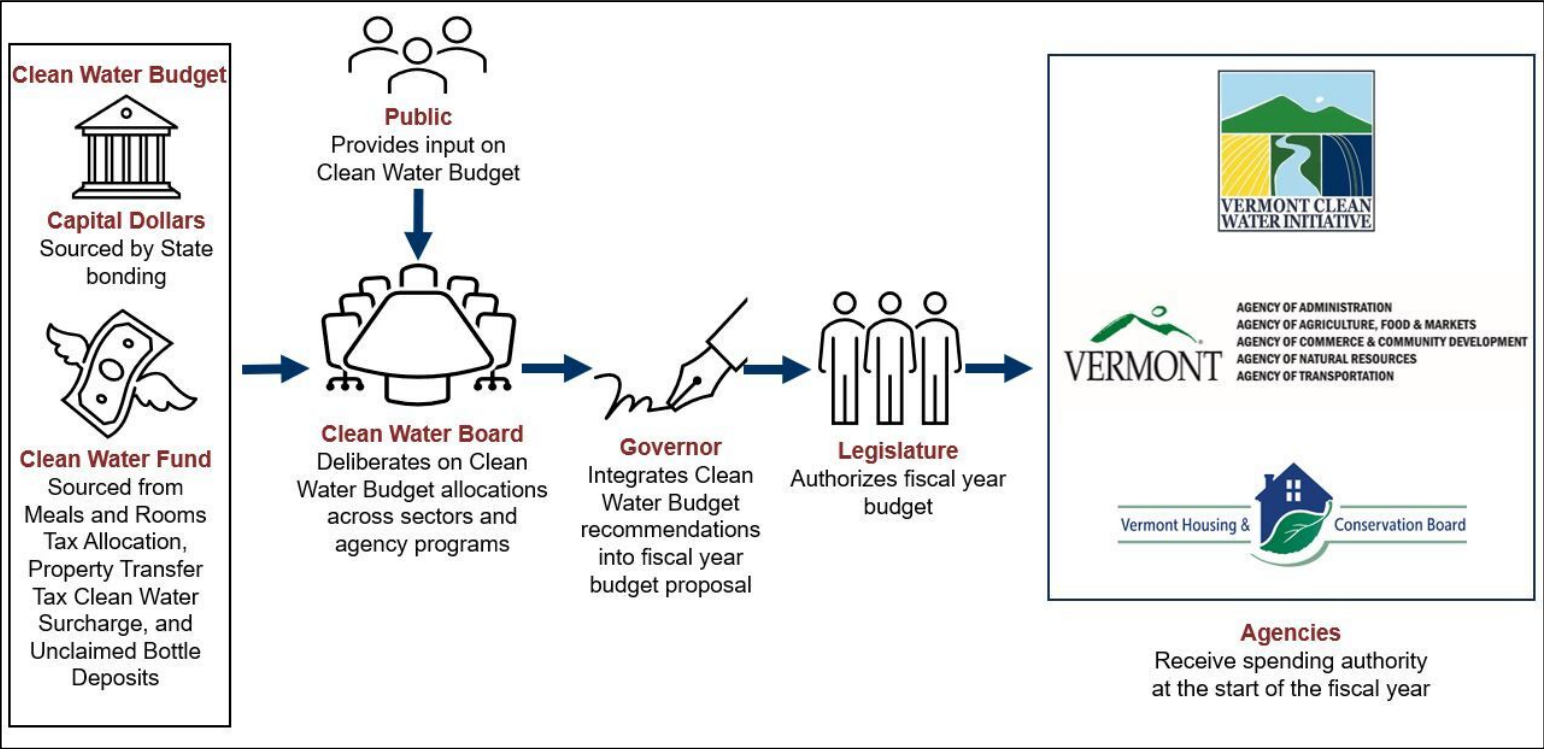 Clean Water Budget
Capital Dollars
Sourced by State
bonding
Clean Water Fund
Sourced from
Meals and Rooms
Tax Allocation,
Property Transfer
Tax Clean Water
Surcharge, and
Unclaimed Bottle
Deposits
Public
Provides input on
Clean Water Budget
Clean Water Board
Deliberates on Clean
Water Budget allocations
across sectors and
agency programs
Governor
Integrates Clean
Water Budget
recommendations
into fiscal year
budget proposal
Legislature
Authorizes fiscal year
budget
VERMONT CLEAN
WATER INITIATIVE
VERMONT
AGENCY OF ADMINISTRATION
AGENCY OF AGRICULTURE, FOOD & MARKETS
AGENCY OF COMMERCE & COMMUNITY DEVELOPMENT
AGENCY OF NATURAL RESOURCES
AGENCY OF TRANSPORTATION
Vermont Housing & Conservation Board
Agencies
Receive spending authority
at the start of the fiscal year